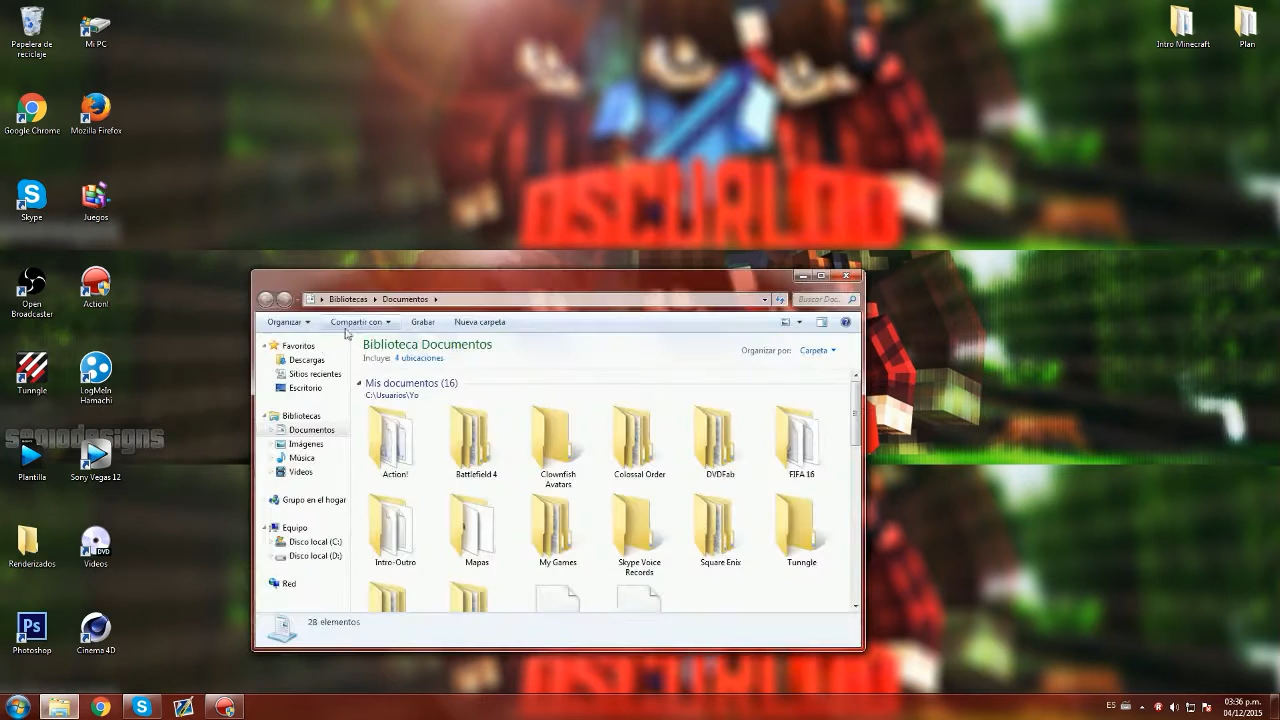 Papelera de
reciclaje
Mi PC
Intro Minecraft
Plan
Google Chrome
Mozilla Firefox
Skype
Juegos
OSCURLOD
Open
Broadcaster
Action!
Tunngle
LogMeIn
Hamachi
Plantilla
Sony Vegas 12
Renderizados
DVD
Videos
Ps
Photoshop
Cinema 4D
Bibliotecas
Documentos
Buscar Doc...
Organizar
Compartir con
Grabar
Nueva carpeta
Favoritos
Descargas
Sitios recientes
Escritorio
Bibliotecas
Documentos
Imágenes
Música
Vídeos
Grupo en el hogar
Equipo
Disco local (C:)
Disco local (D:)
Red
Biblioteca Documentos
Incluye: 4 ubicaciones
Organizar por: Carpeta
Mis documentos (16)
C:\Usuarios\Yo
Action!
Battlefield 4
Clownfish
Avatars
Colossal Order
DVDFab
FIFA 16
Intro-Outro
Mapas
My Games
Skype Voice
Records
Square Enix
Tunngle
28 elementos
ES
03:36 p.m.
04/12/2015